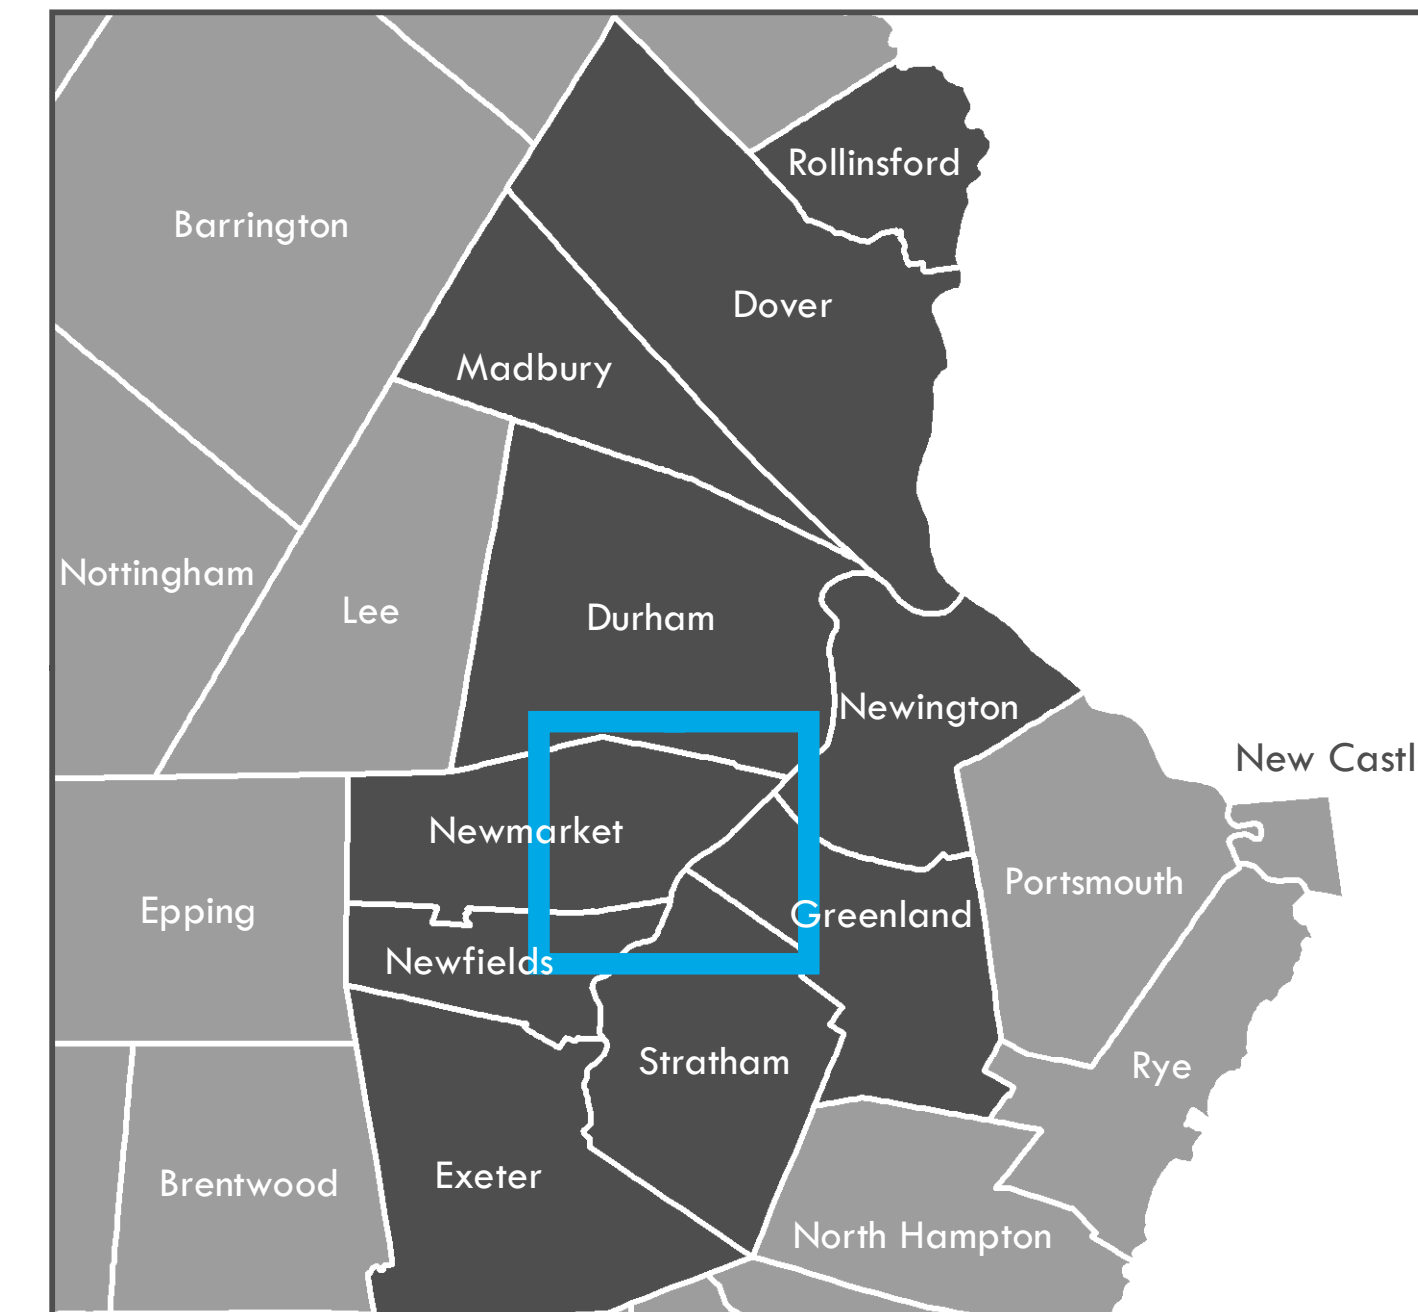 Rollinsford
Barrington
Dover
Madbury
Nottingham
Lee
Durham
Newington
New Castl
Newmarket
Portsmouth
Epping
Greenland
Newfields
Stratham
Rye
Exeter
Brentwood
North Hampton